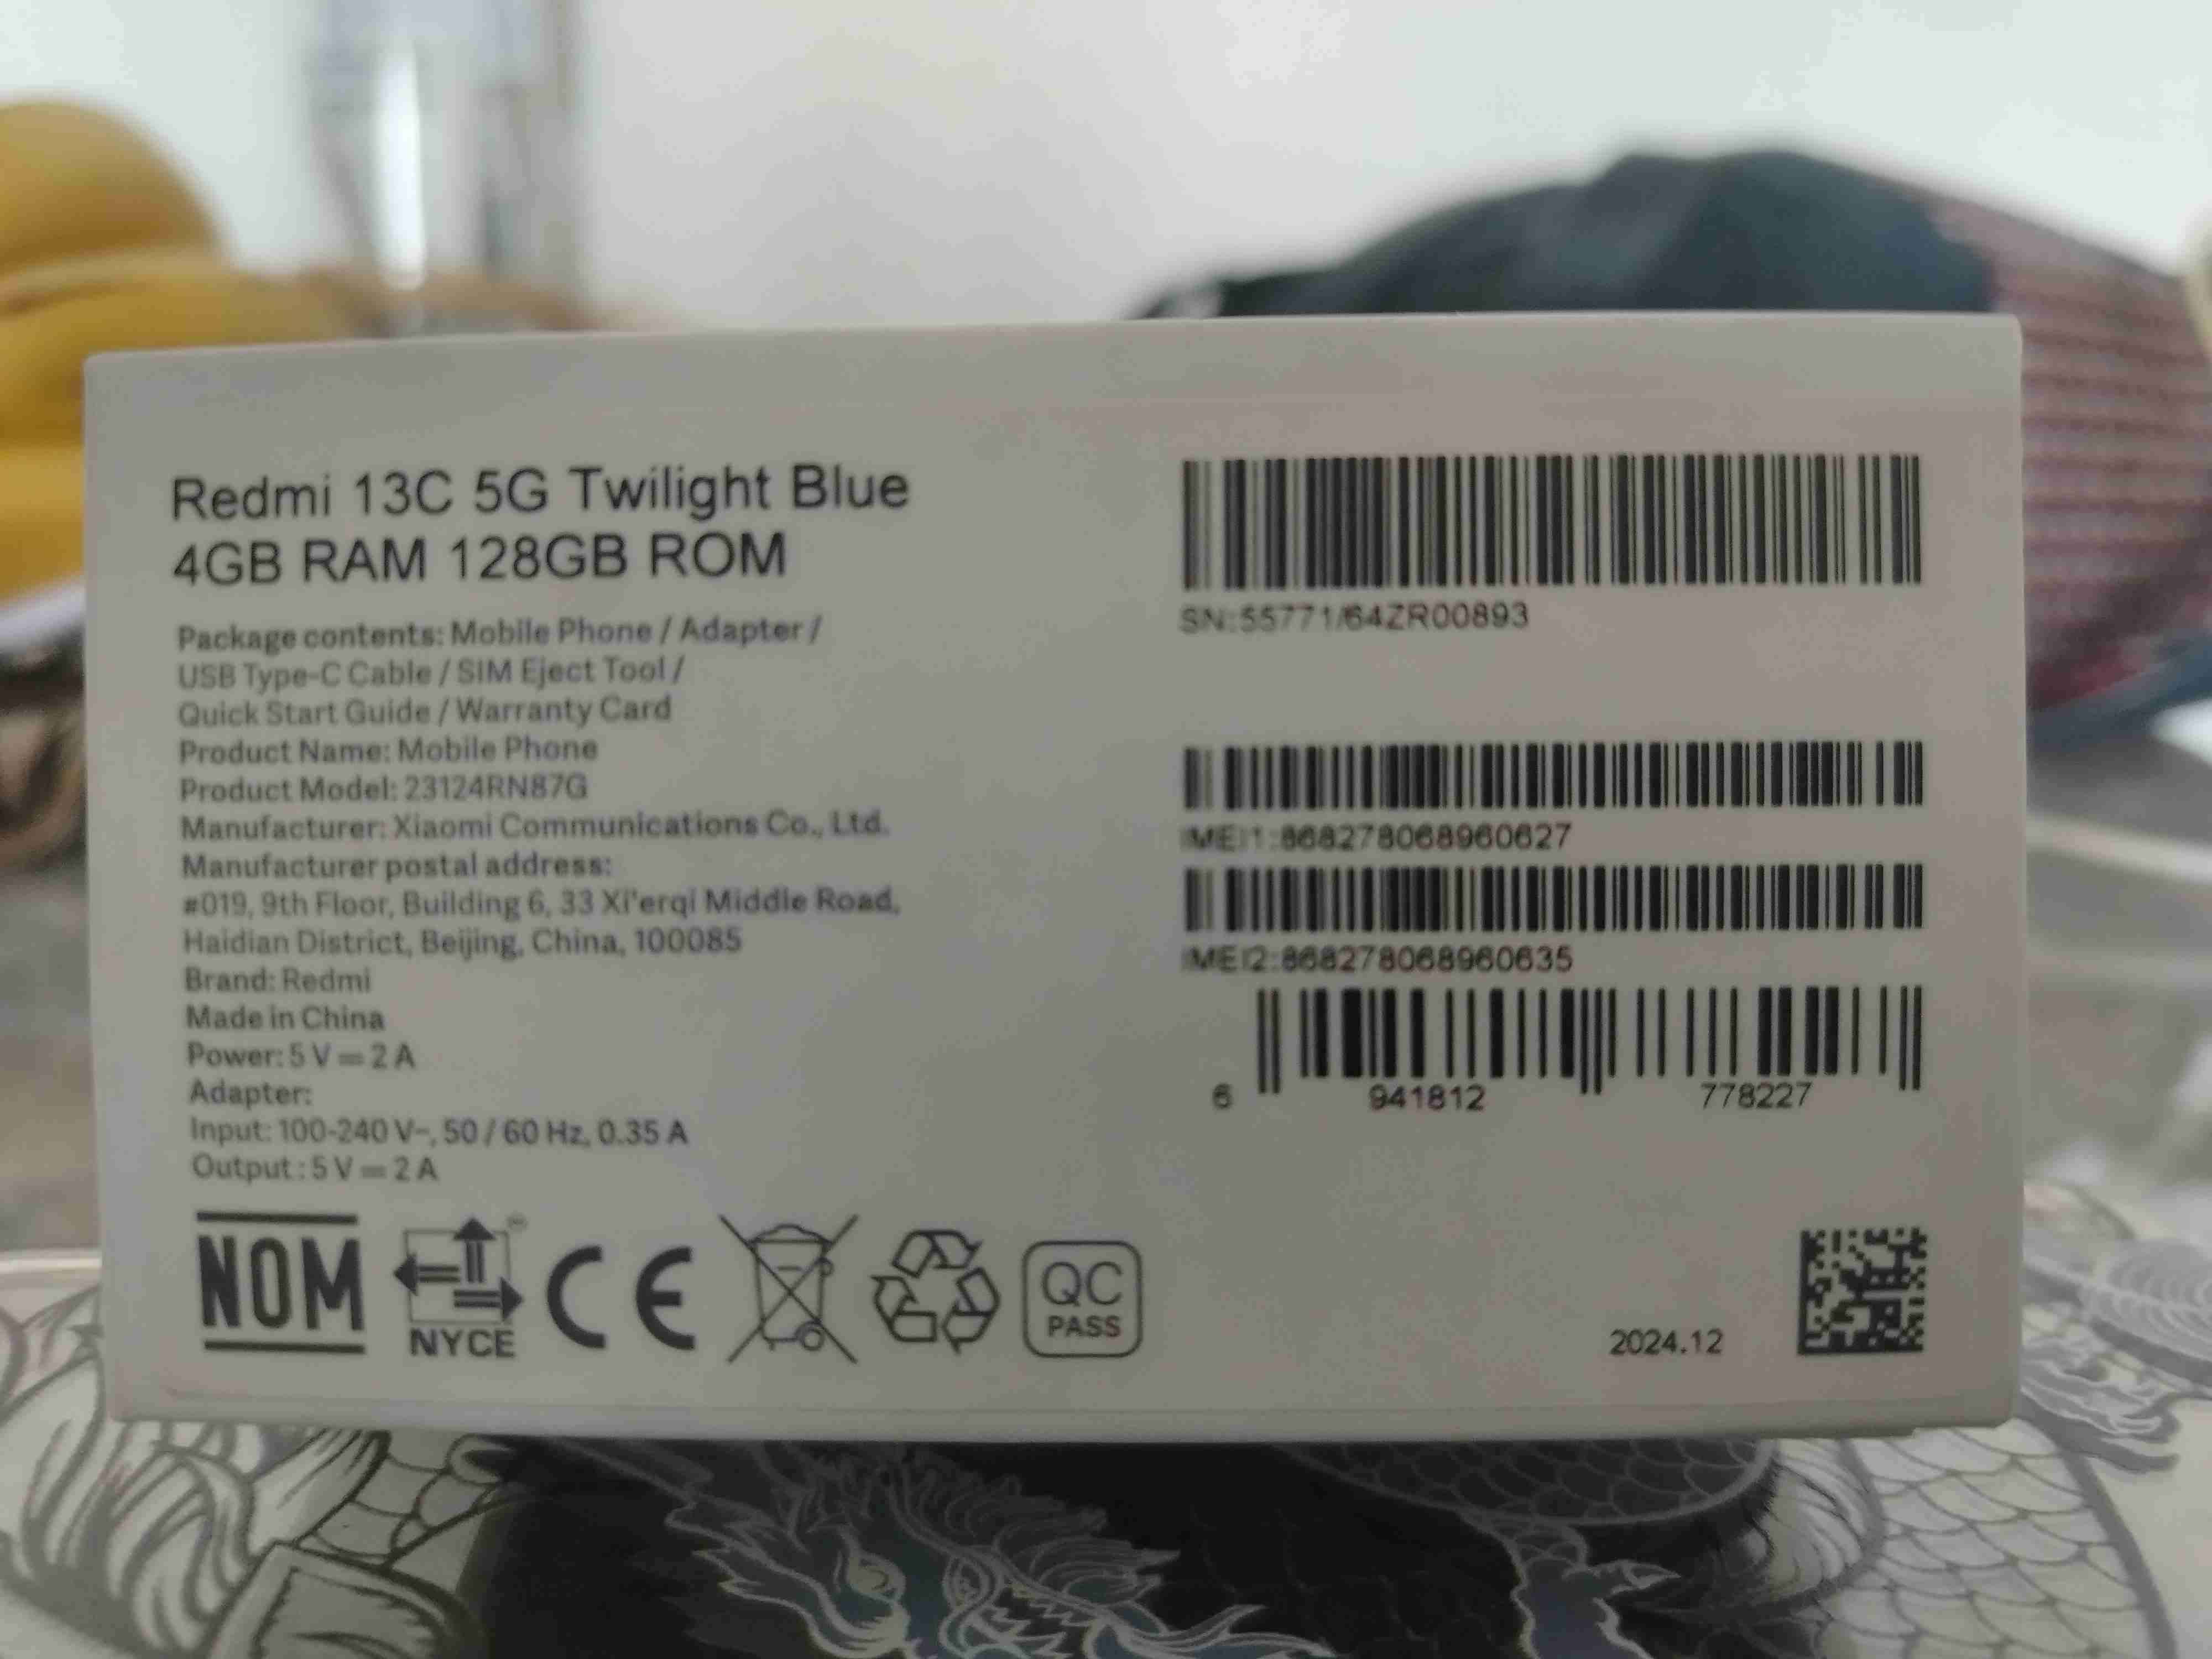 Redmi 13C 5G Twilight Blue
4GB RAM 128GB ROM
Package contents: Mobile Phone / Adapter /
USB Type-C Cable / SIM Eject Tool /
Quick Start Guide / Warranty Card
Product Name: Mobile Phone
Product Model: 23124RN87G
Manufacturer: Xiaomi Communications Co., Ltd.
Manufacturer postal address:
#019, 9th Floor, Building 6, 33 Xi'erqi Middle Road,
Haidian District, Beijing, China, 100085
Brand: Redmi
Made in China
Power: 5 V ⎓ 2 A
Adapter:
Input: 100-240 V~, 50 / 60 Hz, 0.35 A
Output : 5 V ⎓ 2 A
NOM
NYCE
CE
QC
PASS
SN:55771/64ZR00893
IMEI1:868278068960627
IMEI2:868278068960635
6 941812 778227
2024.12